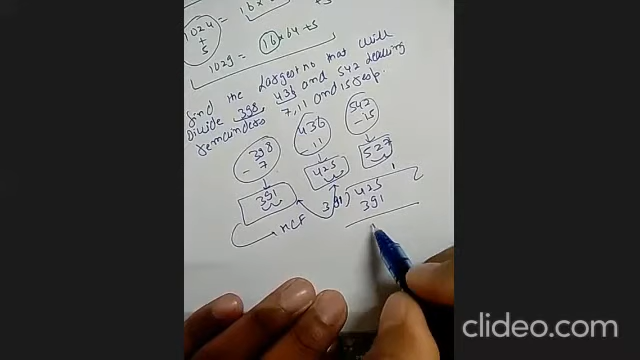 1024 = 16×
+
5 +5
1029 = 16×64 +5
find the Largest no that will
Divide 398, 436 and 542 leaving
remainders 7, 11 and 15 resp.
398 436 542
- 7 - 11 - 15
391 425 527
1
HCF 391) 425
391
clideo.com